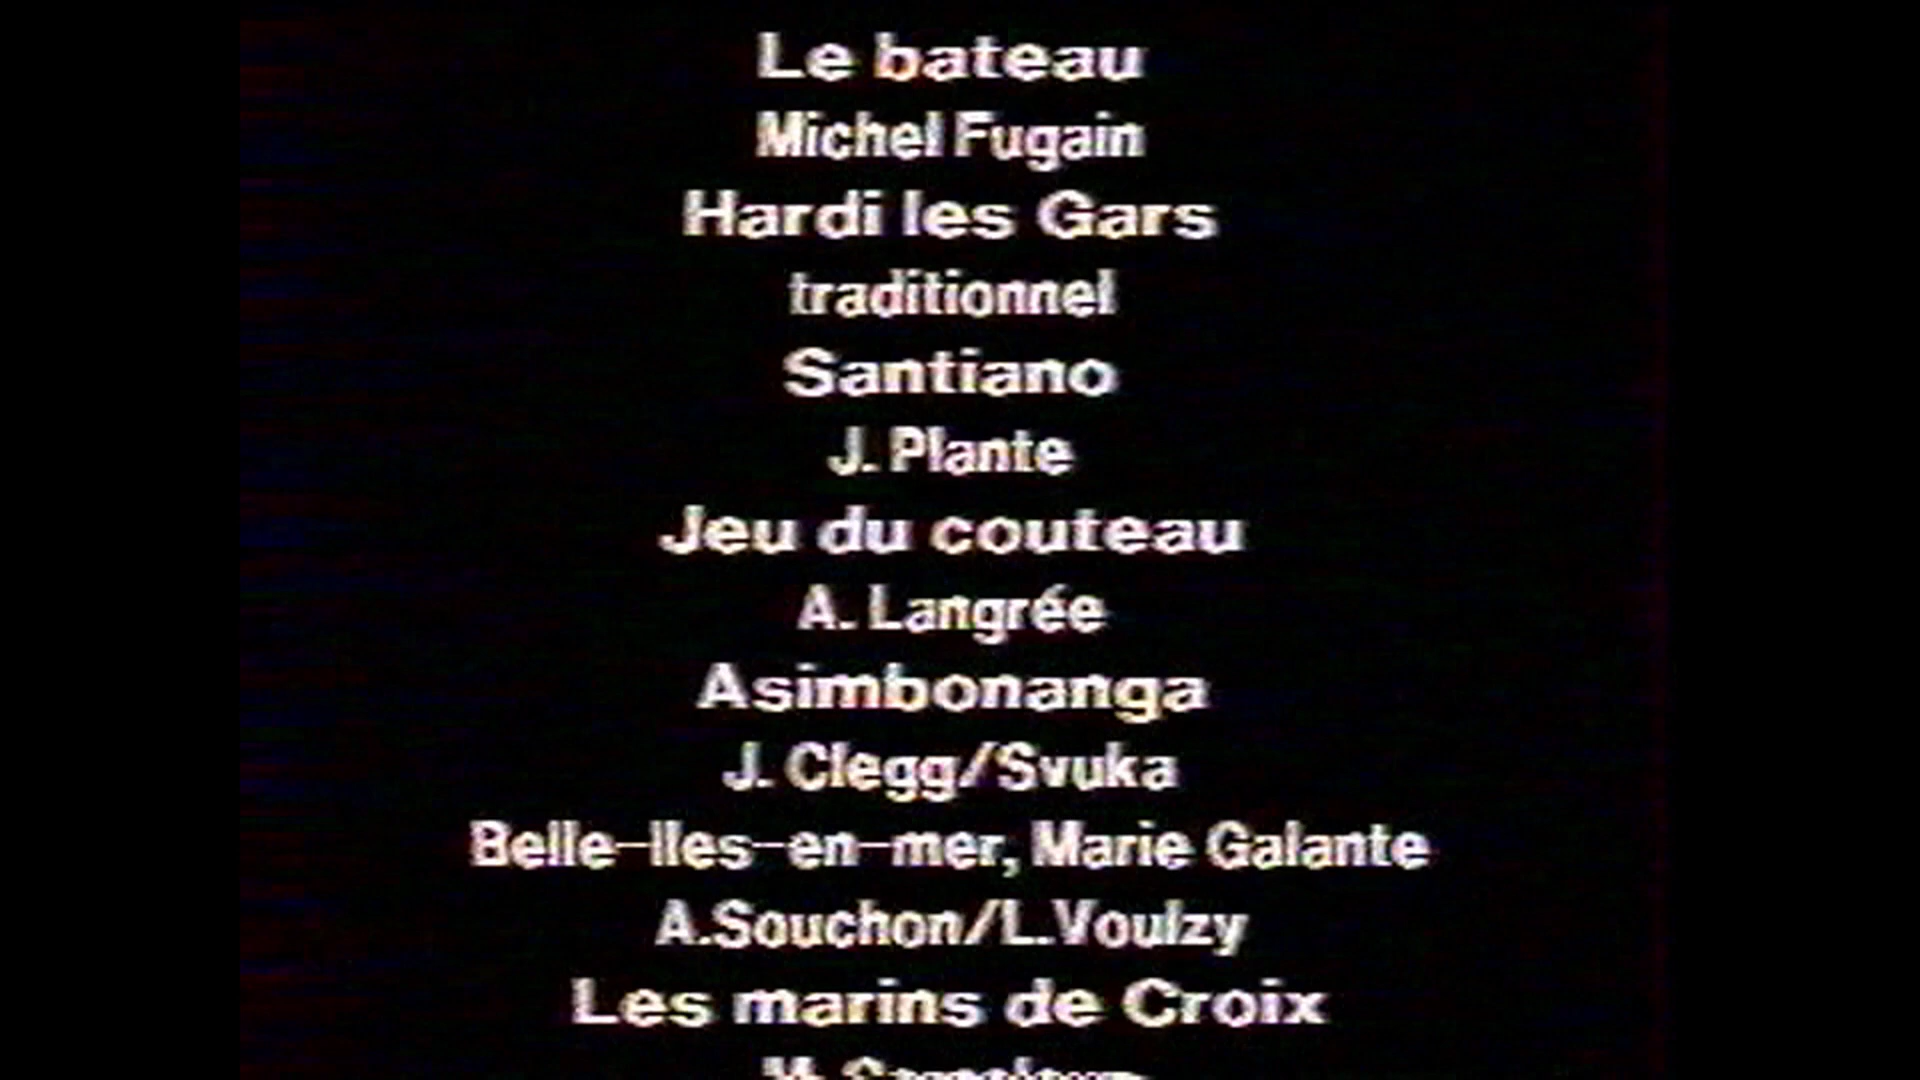 Le bateau
Michel Fugain
Hardi les Gars
traditionnel
Santiano
J. Plante
Jeu du couteau
A. Langrée
Asimbonanga
J. Clegg/Svuka
Belle-Iles-en-mer, Marie Galante
A.Souchon/L.Voulzy
Les marins de Croix